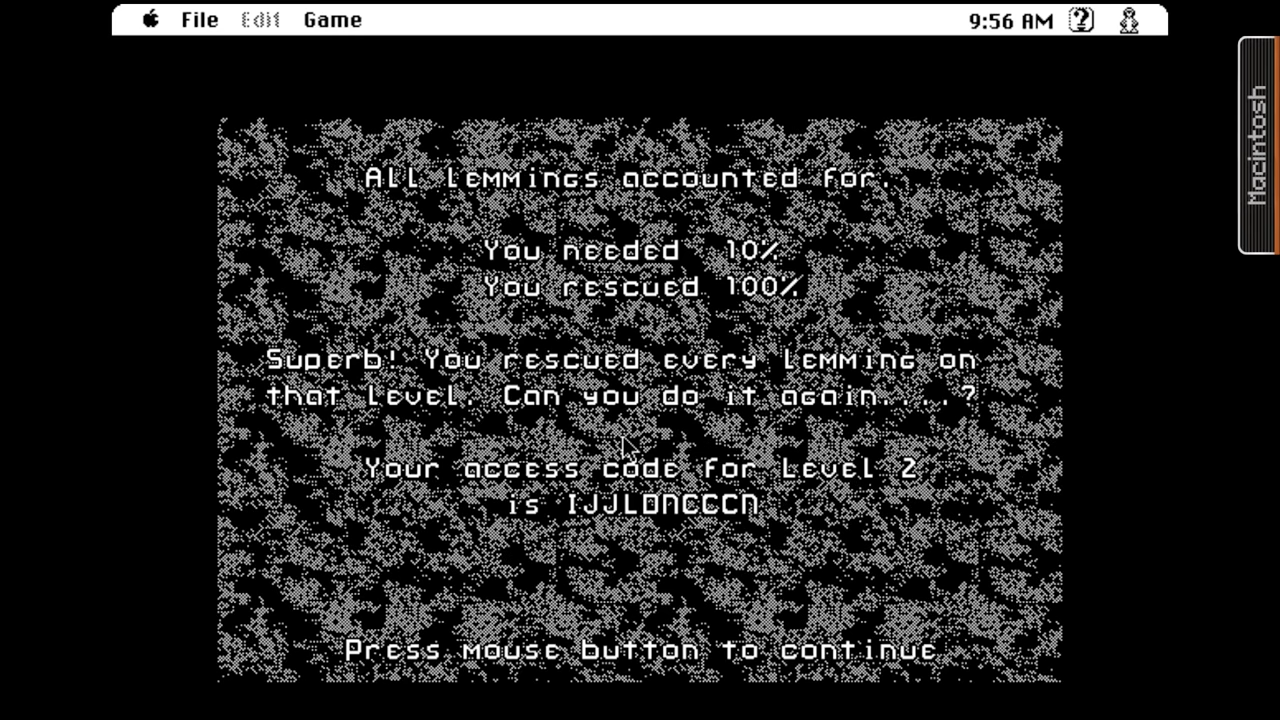 File Edit Game 9:56 AM
Macintosh
All Lemmings accounted for.
You needed 10%
You rescued 100%
Superb! You rescued every lemming on
that level. Can you do it again....?
Your access code for Level 2
is IJJLDNCCCN
Press mouse button to continue